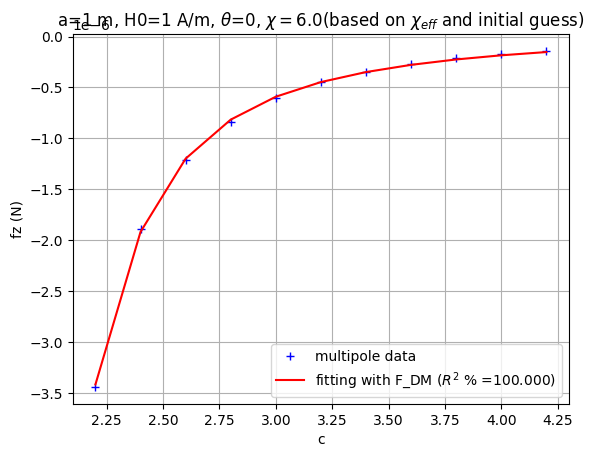 a=1 m, H0=1 A/m, θ=0, χ = 6.0(based on χ_eff and initial guess)
1e−6
0.0
−0.5
−1.0
−1.5
−2.0
−2.5
−3.0
−3.5
fz (N)
multipole data
fitting with F_DM (R² % =100.000)
2.25 2.50 2.75 3.00 3.25 3.50 3.75 4.00 4.25
c